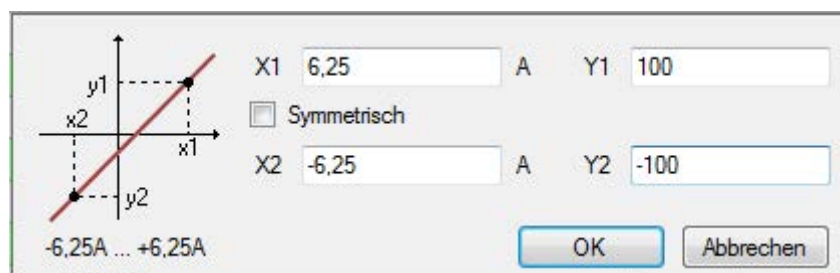 y1
x2
x1
y2
-6,25A ... +6,25A
X1 6,25 A Y1 100
Symmetrisch
X2 -6,25 A Y2 -100
OK Abbrechen